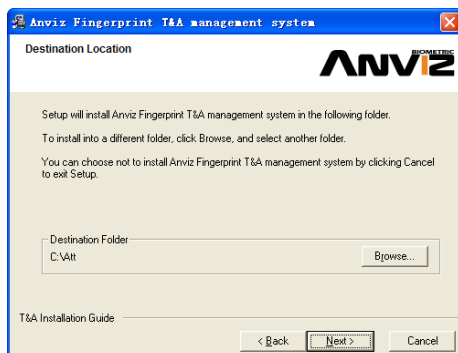 Anviz Fingerprint T&A management system
Destination Location
BIOMETRIC
ANViZ
Setup will install Anviz Fingerprint T&A management system in the following folder.
To install into a different folder, click Browse, and select another folder.
You can choose not to install Anviz Fingerprint T&A management system by clicking Cancel
to exit Setup.
Destination Folder
C:\Att
Browse...
T&A Installation Guide
< Back
Next >
Cancel